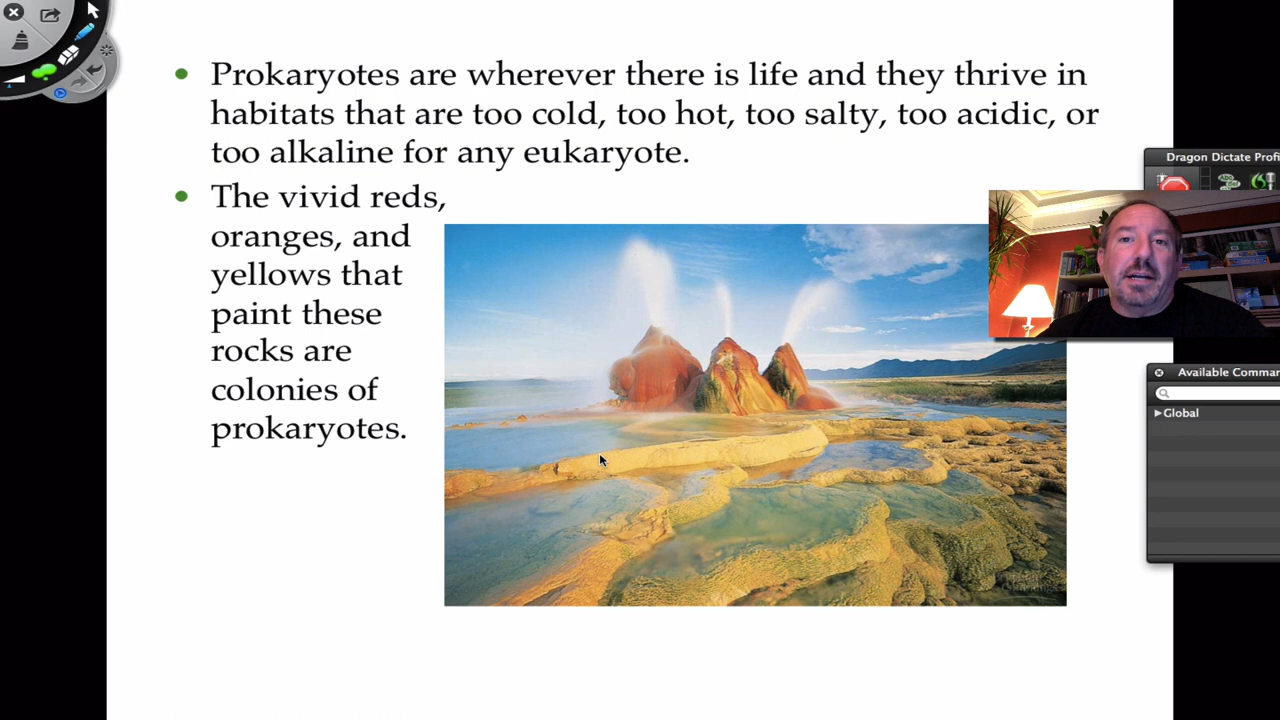 Prokaryotes are wherever there is life and they thrive in
habitats that are too cold, too hot, too salty, too acidic, or
too alkaline for any eukaryote.
The vivid reds,
oranges, and
yellows that
paint these
rocks are
colonies of
prokaryotes.
Dragon Dictate Profi
Available Comman
Global